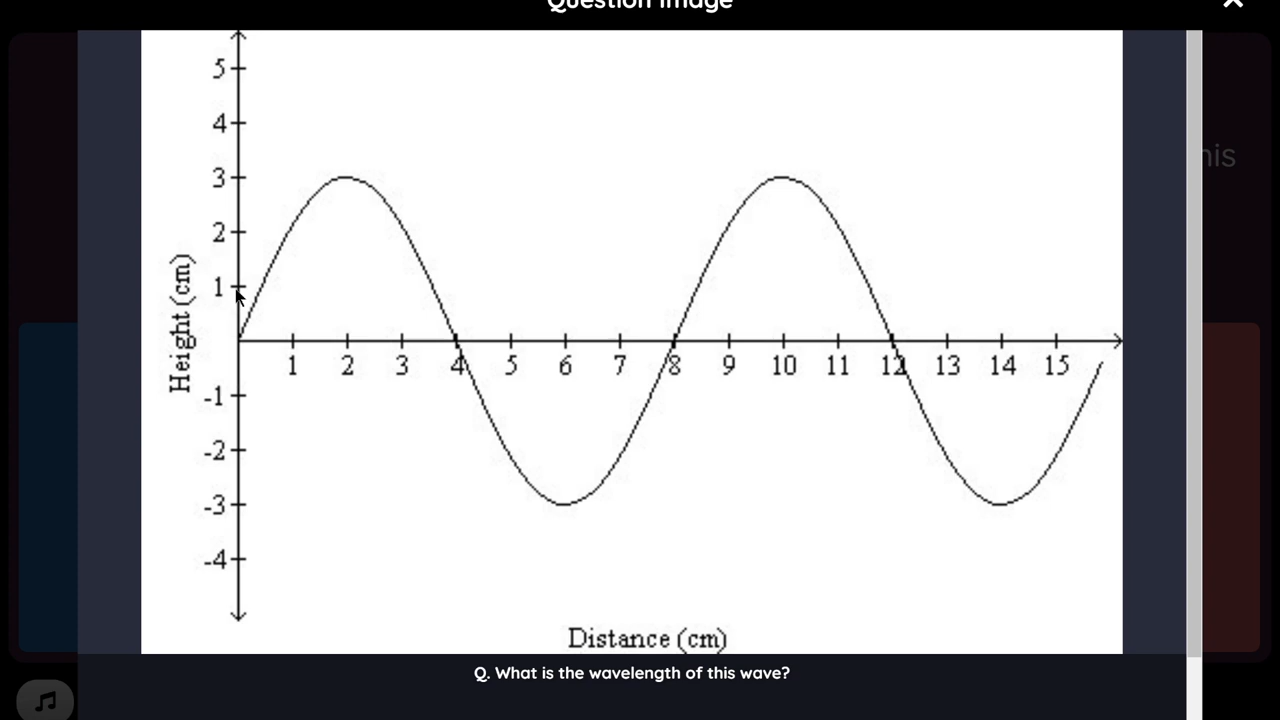 Question Image
his
5
4
3
2
1
Height (cm)
1 2 3 4 5 6 7 8 9 10 11 12 13 14 15
-1
-2
-3
-4
Distance (cm)
Q. What is the wavelength of this wave?